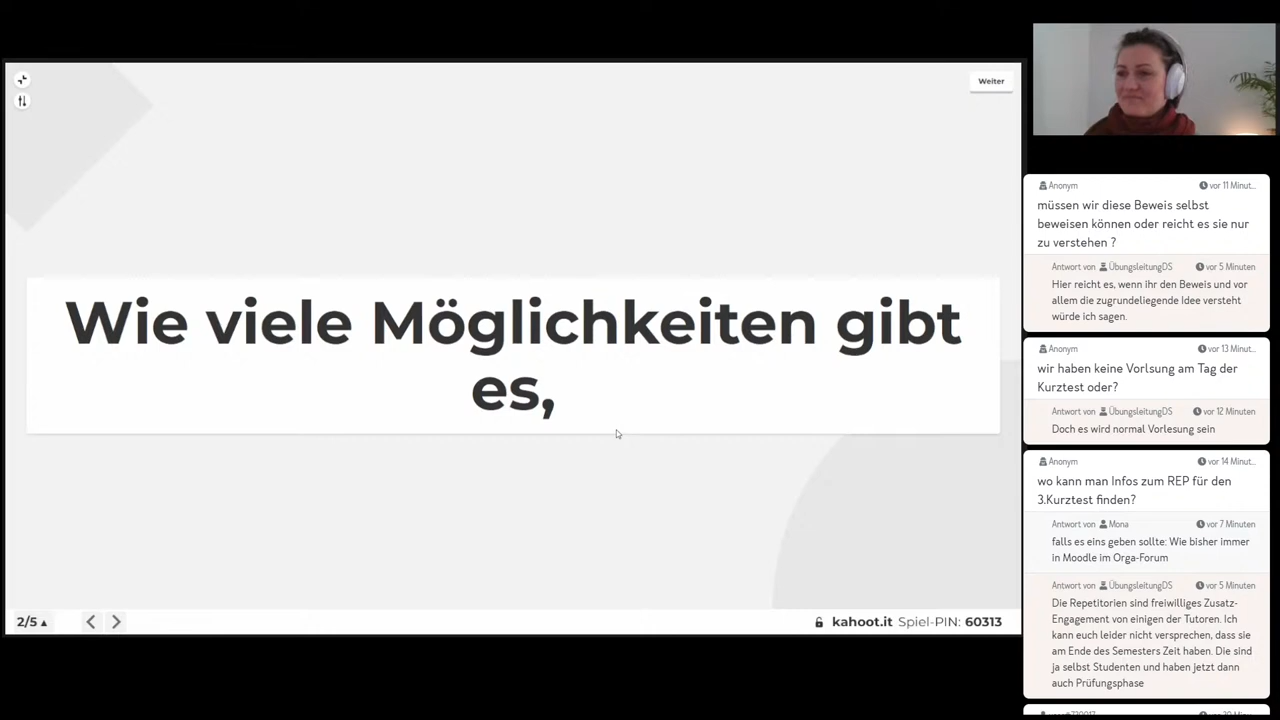 Weiter
Wie viele Möglichkeiten gibt
es,
2/5
kahoot.it Spiel-PIN: 60313
Anonym vor 11 Minut...
müssen wir diese Beweis selbst
beweisen können oder reicht es sie nur
zu verstehen ?
Antwort von ÜbungsleitungDS vor 5 Minuten
Hier reicht es, wenn ihr den Beweis und vor
allem die zugrundeliegende Idee versteht
würde ich sagen.
Anonym vor 13 Minut...
wir haben keine Vorlsung am Tag der
Kurztest oder?
Antwort von ÜbungsleitungDS vor 12 Minuten
Doch es wird normal Vorlesung sein
Anonym vor 14 Minut...
wo kann man Infos zum REP für den
3.Kurztest finden?
Antwort von Mona vor 7 Minuten
falls es eins geben sollte: Wie bisher immer
in Moodle im Orga-Forum
Antwort von ÜbungsleitungDS vor 5 Minuten
Die Repetitorien sind freiwilliges Zusatz-
Engagement von einigen der Tutoren. Ich
kann euch leider nicht versprechen, dass sie
am Ende des Semesters Zeit haben. Die sind
ja selbst Studenten und haben jetzt dann
auch Prüfungsphase